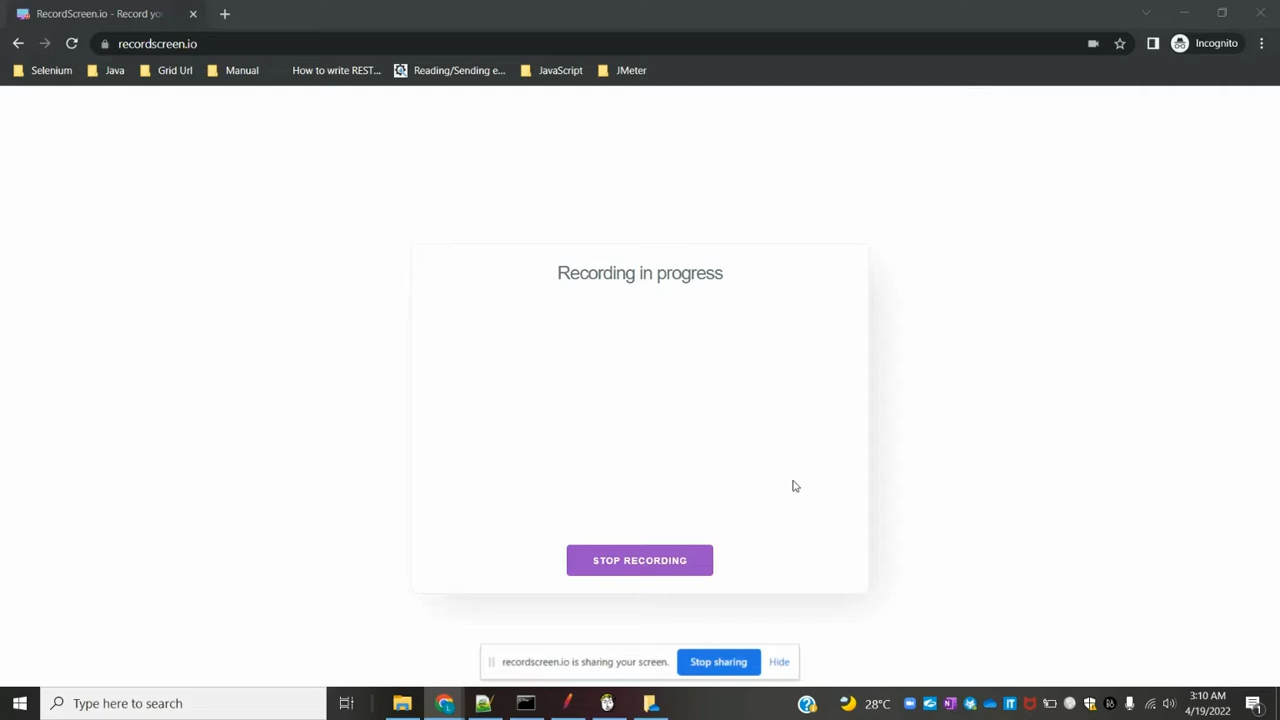 RecordScreen.io - Record yo
recordscreen.io
Incognito
Selenium
Java
Grid Url
Manual
How to write REST...
Reading/Sending e...
JavaScript
JMeter
Recording in progress
STOP RECORDING
recordscreen.io is sharing your screen.
Stop sharing
Hide
Type here to search
28°C
3:10 AM
4/19/2022